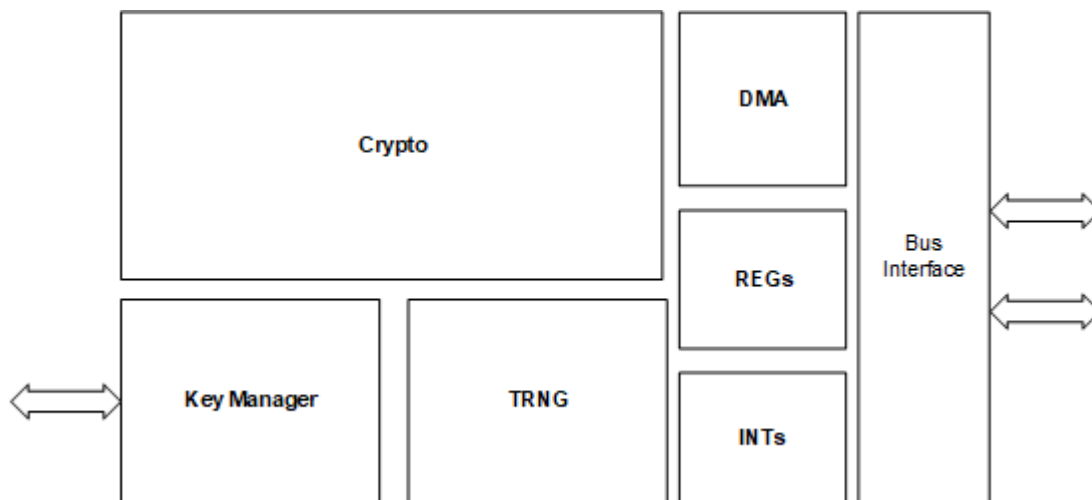 Crypto
DMA
REGs
Bus
Interface
Key Manager
TRNG
INTs